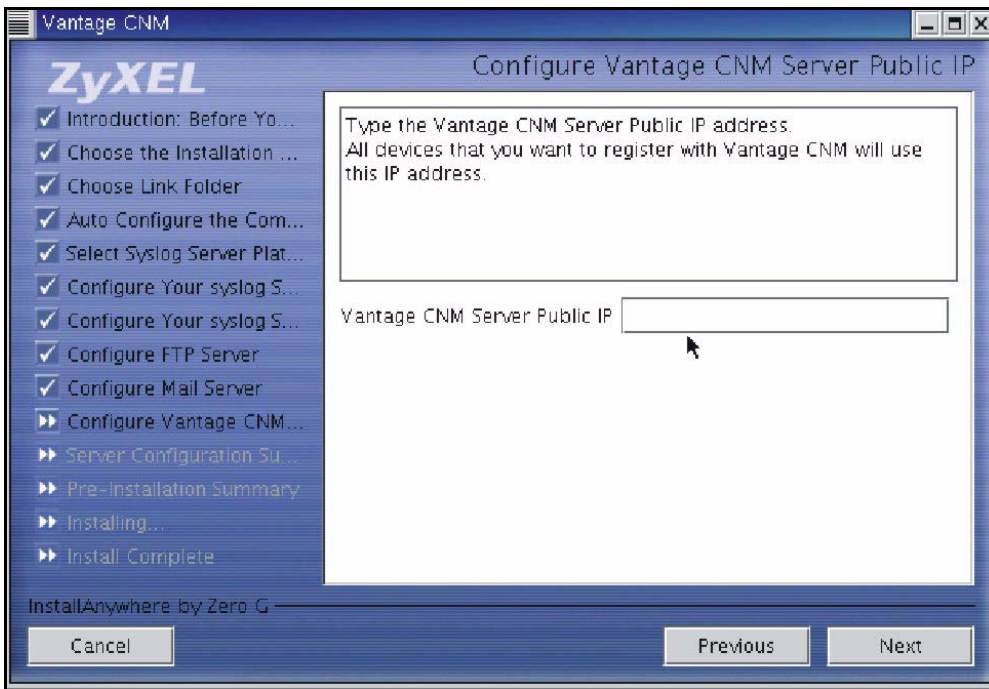 Vantage CNM
ZyXEL
Configure Vantage CNM Server Public IP
Introduction: Before Yo...
Choose the Installation ...
Choose Link Folder
Auto Configure the Com...
Select Syslog Server Plat...
Configure Your syslog S...
Configure Your syslog S...
Configure FTP Server
Configure Mail Server
Configure Vantage CNM...
Server Configuration Su...
Pre-Installation Summary
Installing...
Install Complete
Type the Vantage CNM Server Public IP address.
All devices that you want to register with Vantage CNM will use
this IP address.
Vantage CNM Server Public IP
InstallAnywhere by Zero G
Cancel
Previous
Next